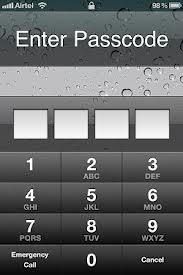 Airtel 98%
Enter Passcode
1 2 3
ABC DEF
4 5 6
GHI JKL MNO
7 8 9
PQRS TUV WXYZ
Emergency Call 0 Cancel